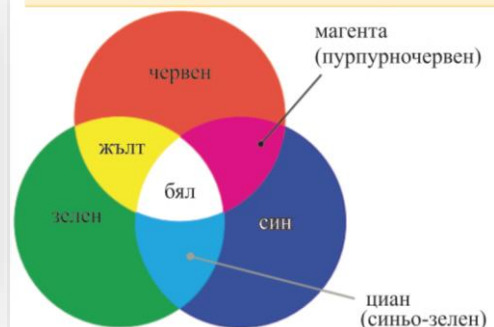 магента
(пурпурночервен)
червен
жълт
бял
зелен
син
циан
(синьо-зелен)